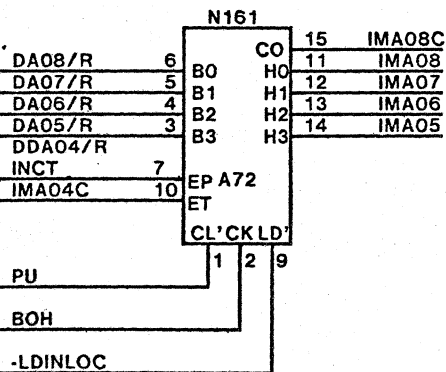 N161
CO 15 IMA08C
DA08/R 6 B0 H0 11 IMA08
DA07/R 5 B1 H1 12 IMA07
DA06/R 4 B2 H2 13 IMA06
DA05/R 3 B3 H3 14 IMA05
DDA04/R
INCT 7 EP A72
IMA04C 10 ET
CL' CK LD'
1 2 9
PU
BOH
-LDINLOC